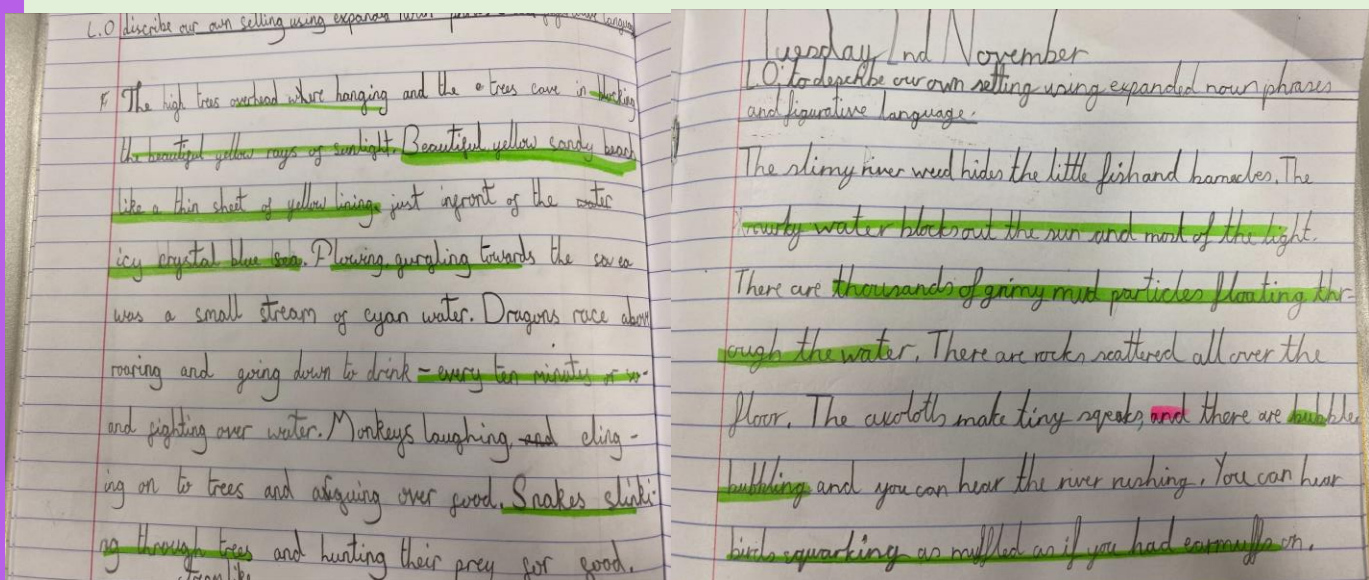 L.O describe our own setting using expanded noun phrases and figurative language
The high trees overhead where hanging and the trees cave in blocking
the beautiful yellow rays of sunlight. Beautiful yellow sandy beach
like a thin sheet of yellow lining, just infront of the
icy crystal blue sea. Flowing, gurgling towards the
was a small stream of cyan water. Dragons race above
roaring and going down to drink - every ten minuts or so -
and fighting over water. Monkeys laughing, and cling-
ing on to trees and arguing over food. Snakes slinki-
ng through trees and hunting their prey for food.
Tuesday 2nd November
L.O: to describe our own setting using expanded noun phrases
and figurative language.
The slimy river weed hides the little fish and barnacles. The
murky water blocks out the sun and most of the light.
There are thousands of grimy mud particles floating thr-
ough the water. There are rocks scattered all over the
floor. The axolotls make tiny sqeaks, and there are bubbles
bubbling and you can hear the river rushing. You can hear
birds squarking as muffled as if you had earmuffs on.